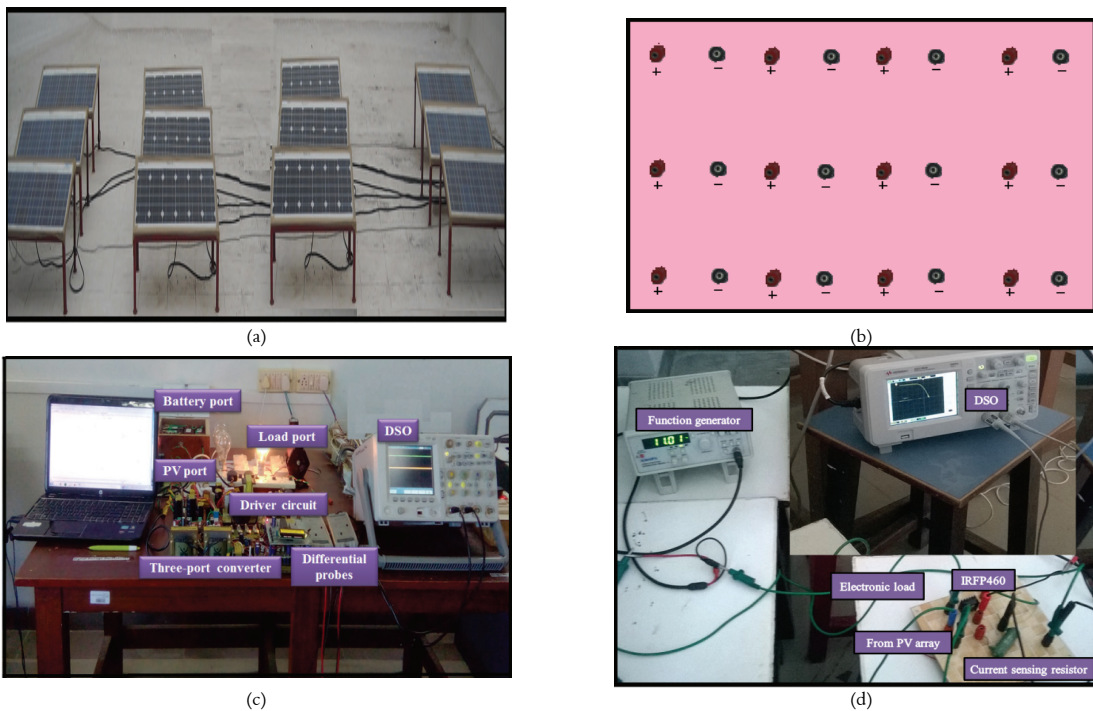 + − + − + − + −
+ − + − + − + −
+ − + − + − + −
(a)
(b)
Battery port
Load port
DSO
PV port
Driver circuit
Three-port converter
Differential
probes
(c)
Function generator
11.01
DSO
Electronic load
IRFP460
From PV array
Current sensing resistor
(d)